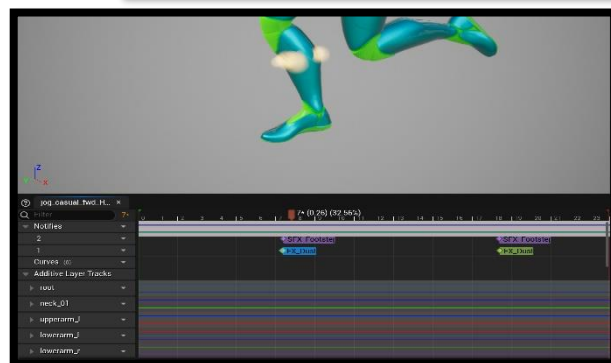 Z
X
jog_casual_fwd_H... ×
Filter
7* (0.26) (32.56%)
0 1 2 3 4 5 6 7 8 9 10 11 12 13 14 15 16 17 18 19 20 21 22 23
Notifies
2 SFX_Footstep SFX_Footstep
1 FX_Dust FX_Dust
Curves (6)
Additive Layer Tracks
root
neck_01
upperarm_l
lowerarm_l
lowerarm_r